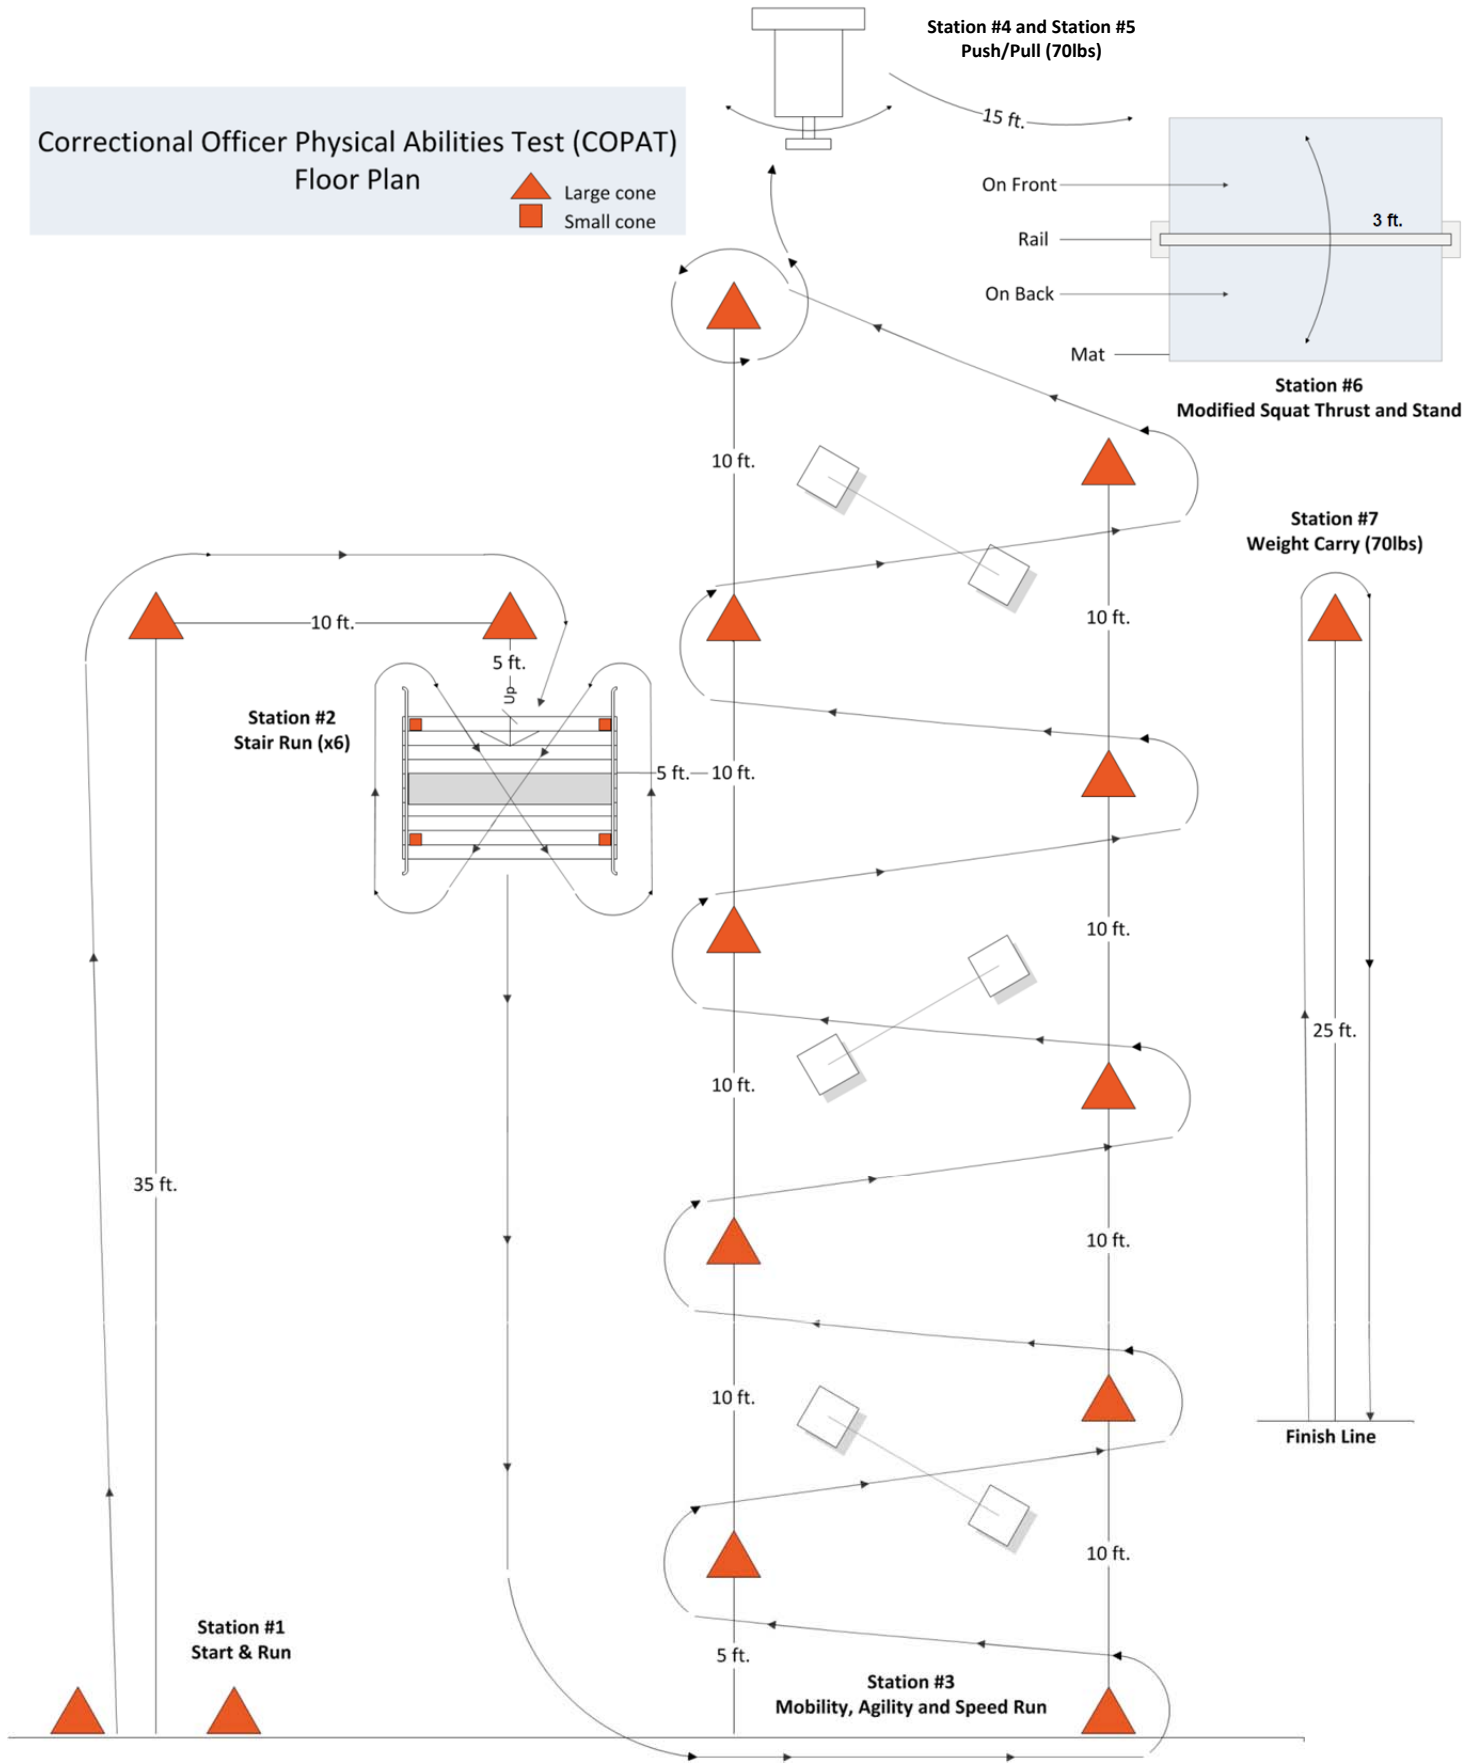 Station #4 and Station #5
Push/Pull (70lbs)
15 ft.
Correctional Officer Physical Abilities Test (COPAT)
Floor Plan
Large cone
Small cone
On Front
3 ft.
Rail
On Back
Mat
Station #6
Modified Squat Thrust and Stand
10 ft.
Station #7
Weight Carry (70lbs)
10 ft.
10 ft.
5 ft.
Up
Station #2
Stair Run (x6)
5 ft.
10 ft.
10 ft.
25 ft.
10 ft.
35 ft.
10 ft.
10 ft.
Finish Line
10 ft.
Station #1
Start & Run
5 ft.
Station #3
Mobility, Agility and Speed Run